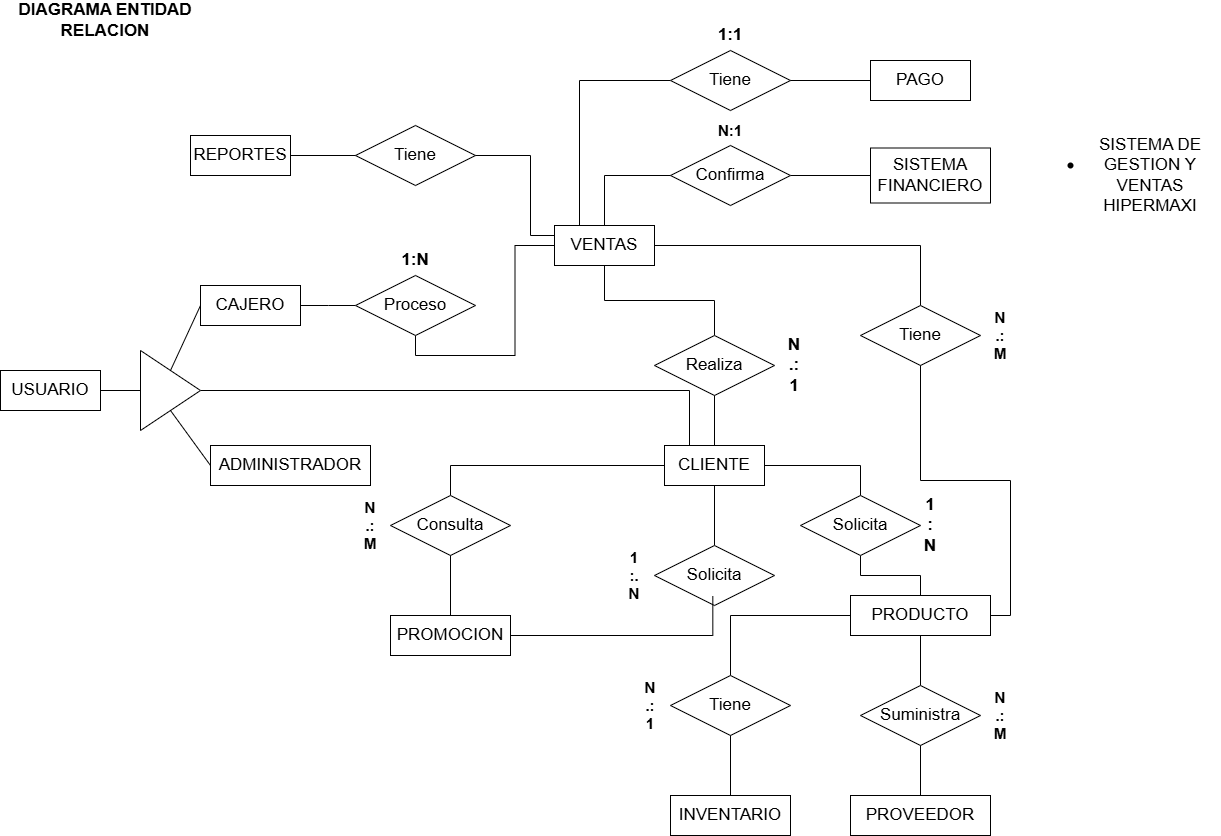 DIAGRAMA ENTIDAD
RELACION
1:1
Tiene
PAGO
N:1
Confirma
SISTEMA
FINANCIERO
• SISTEMA DE
GESTION Y
VENTAS
HIPERMAXI
REPORTES
Tiene
VENTAS
1:N
CAJERO
Proceso
Tiene
N
.:
M
Realiza
N
.:
1
USUARIO
ADMINISTRADOR
CLIENTE
N
.:
M
Consulta
Solicita
1
:
N
1
:.
N
Solicita
PROMOCION
PRODUCTO
N
.:
1
Tiene
Suministra
N
.:
M
INVENTARIO
PROVEEDOR